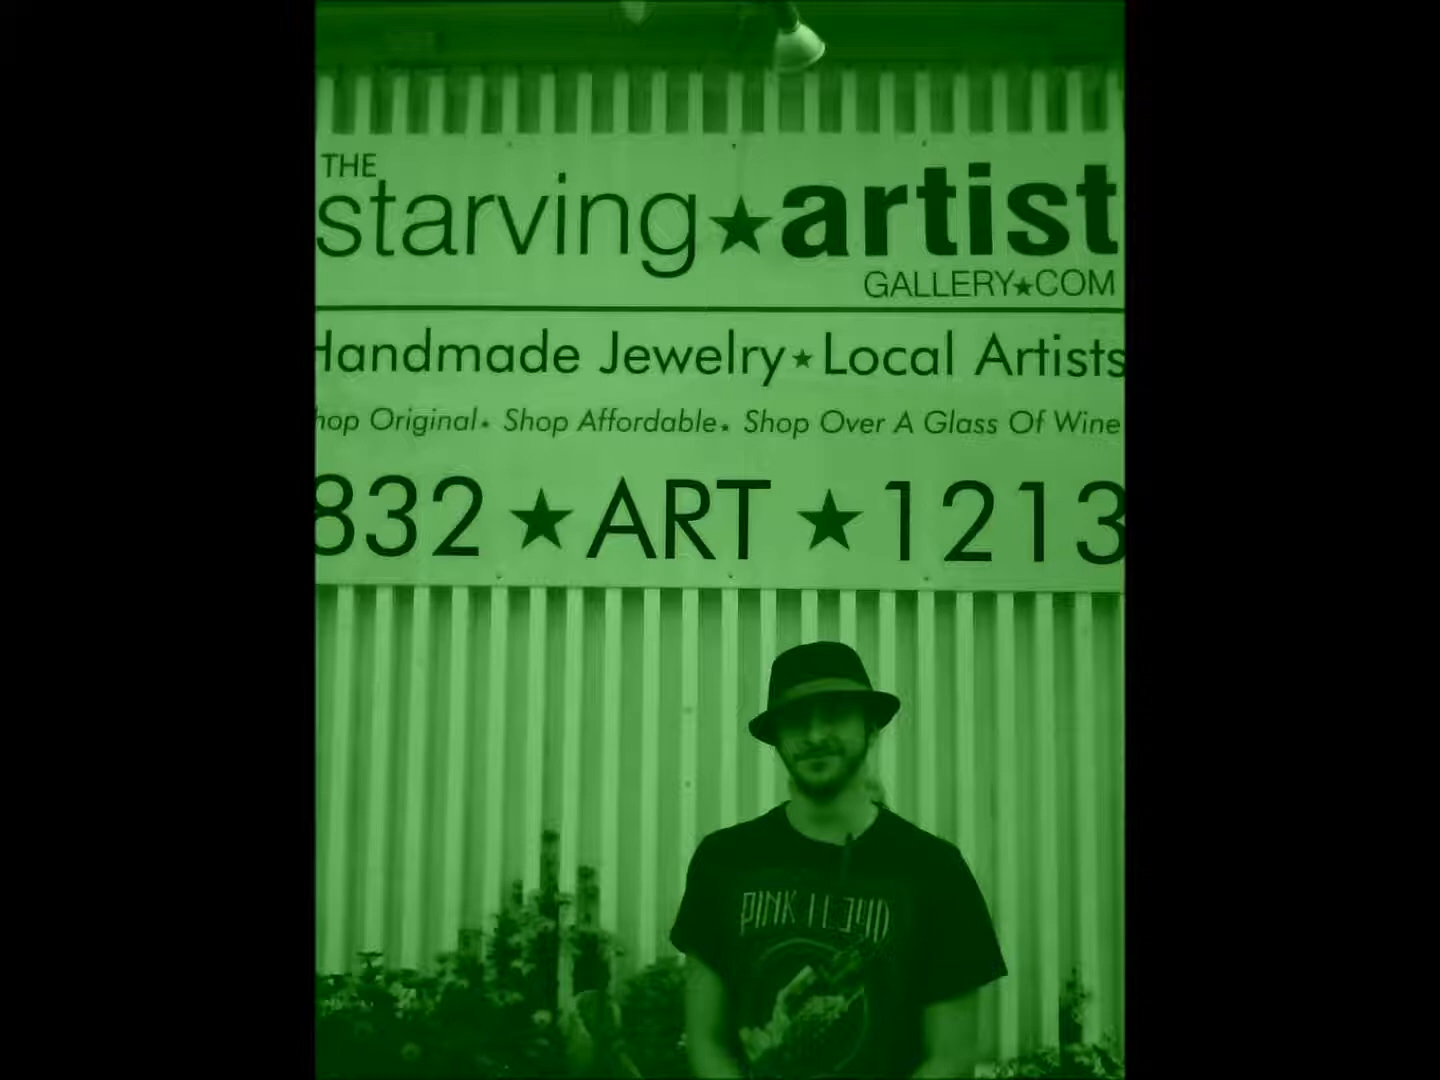 THE
starving★artist
GALLERY★COM
Handmade Jewelry★Local Artists
Shop Original★ Shop Affordable★ Shop Over A Glass Of Wine
832 ★ ART ★ 1213
PINK FLOYD